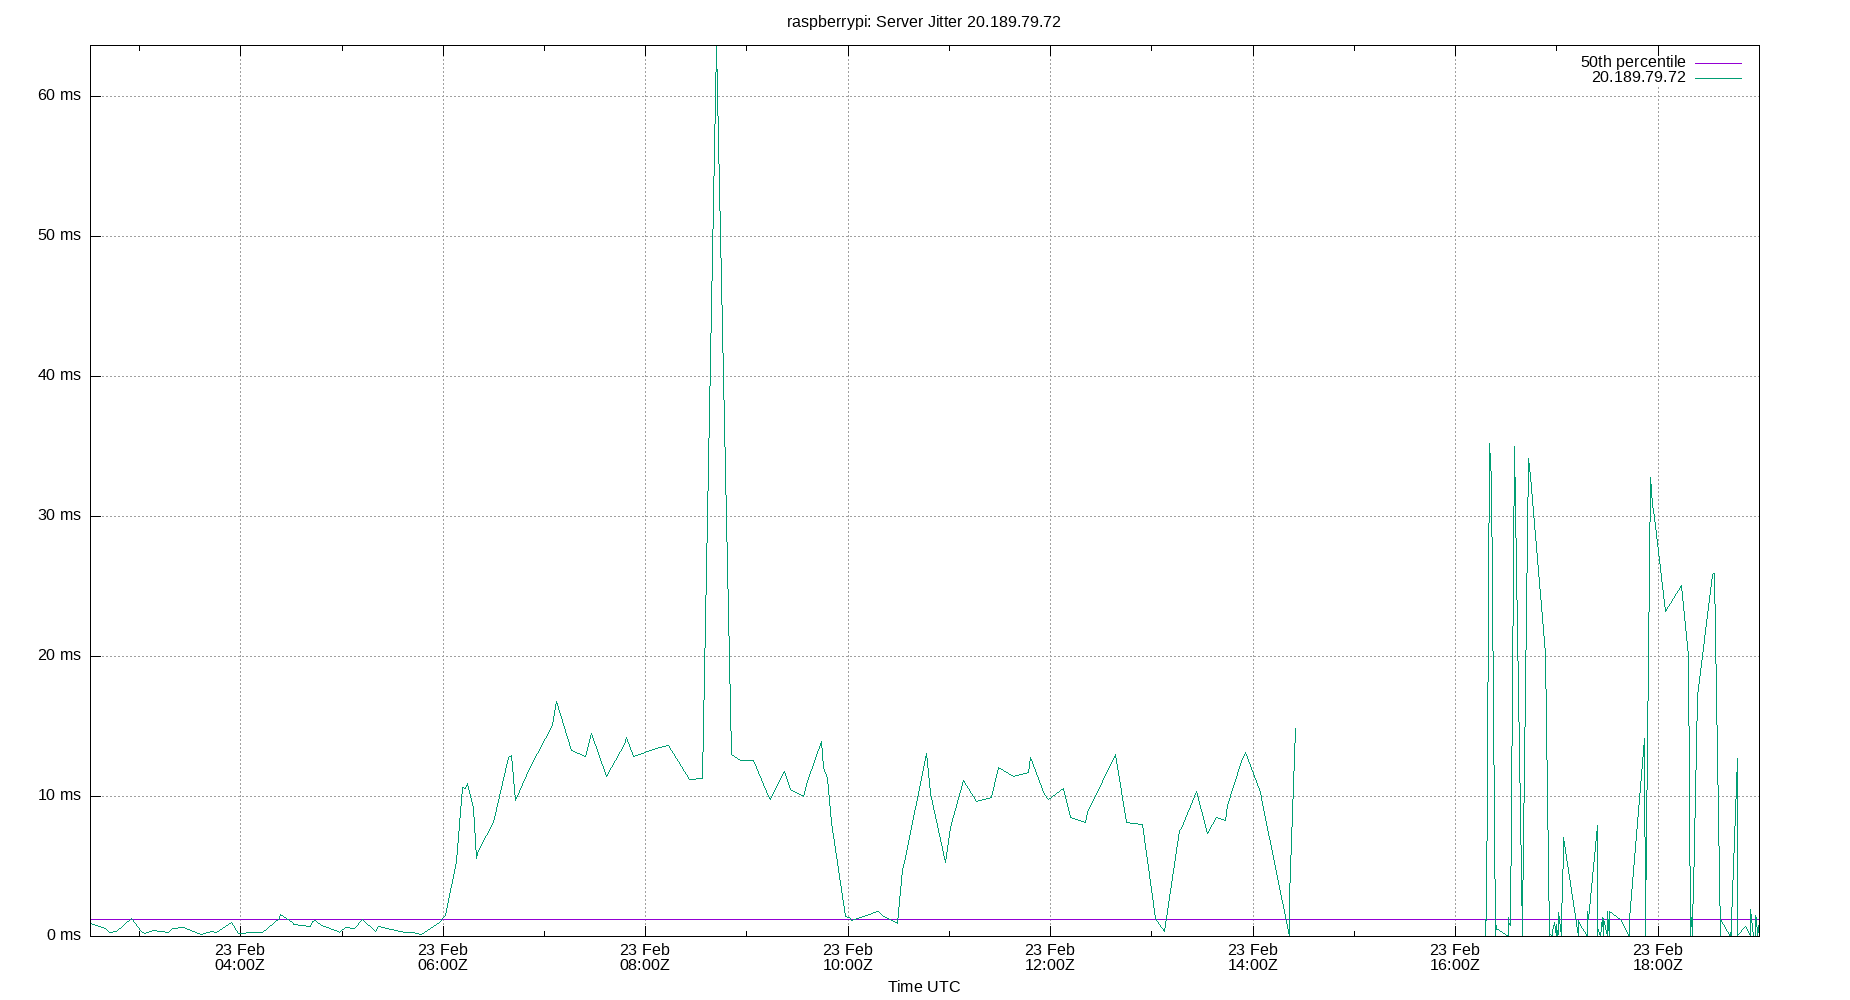 raspberrypi: Server Jitter 20.189.79.72
50th percentile
20.189.79.72
60 ms
50 ms
40 ms
30 ms
20 ms
10 ms
0 ms
23 Feb 23 Feb 23 Feb 23 Feb 23 Feb 23 Feb 23 Feb 23 Feb
04:00Z 06:00Z 08:00Z 10:00Z 12:00Z 14:00Z 16:00Z 18:00Z
Time UTC